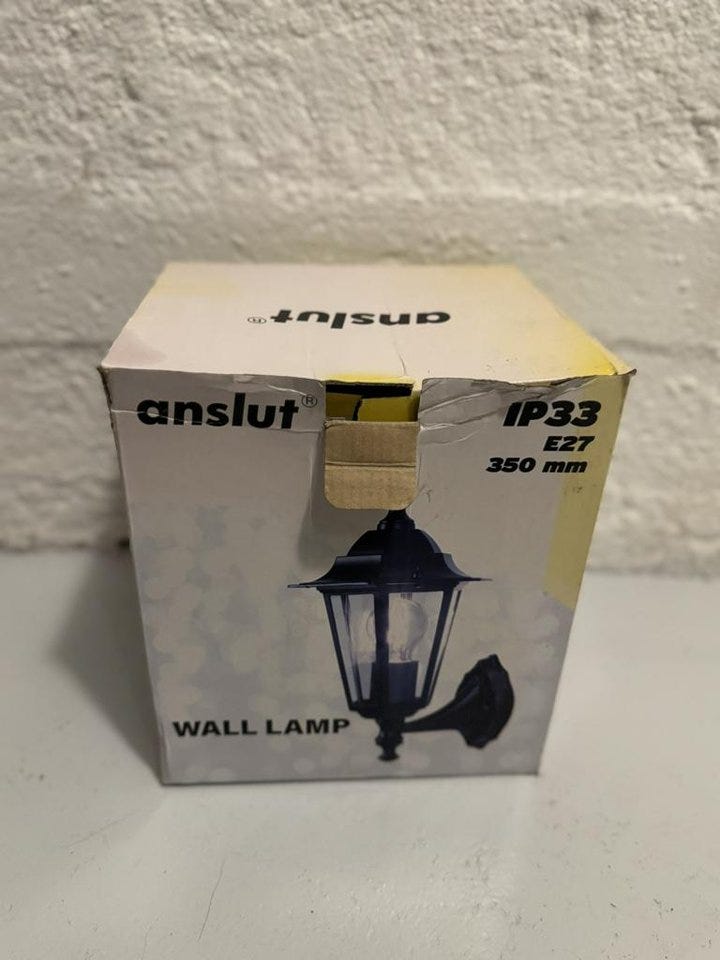 anslut®
anslut®
IP33
E27
350 mm
WALL LAMP